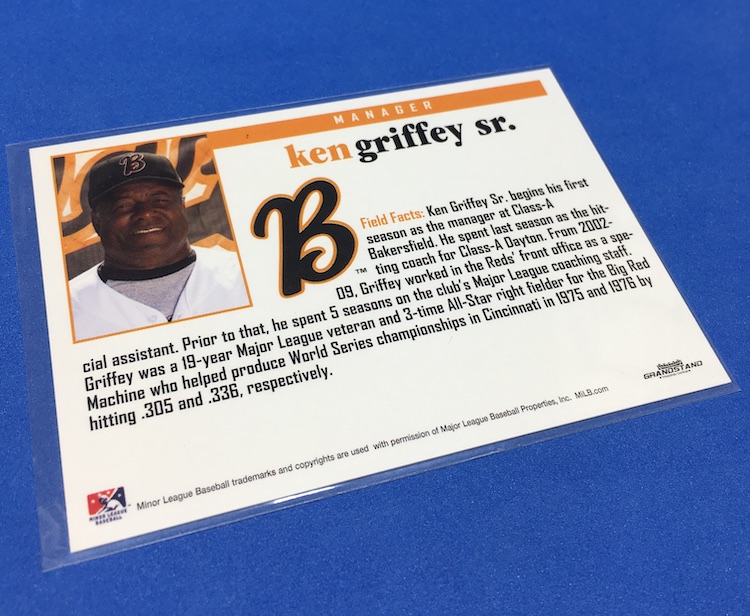 MANAGER
ken griffey sr.
B
B
™
Field Facts: Ken Griffey Sr. begins his first
season as the manager at Class-A
Bakersfield. He spent last season as the hit-
ting coach for Class-A Dayton. From 2002-
09, Griffey worked in the Reds' front office as a spe-
cial assistant. Prior to that, he spent 5 seasons on the club's Major League coaching staff.
Griffey was a 19-year Major League veteran and 3-time All-Star right fielder for the Big Red
Machine who helped produce World Series championships in Cincinnati in 1975 and 1976 by
hitting .305 and .336, respectively.
GRANDSTAND
MINOR LEAGUE
BASEBALL
Minor League Baseball trademarks and copyrights are used with permission of Major League Baseball Properties, Inc. MiLB.com